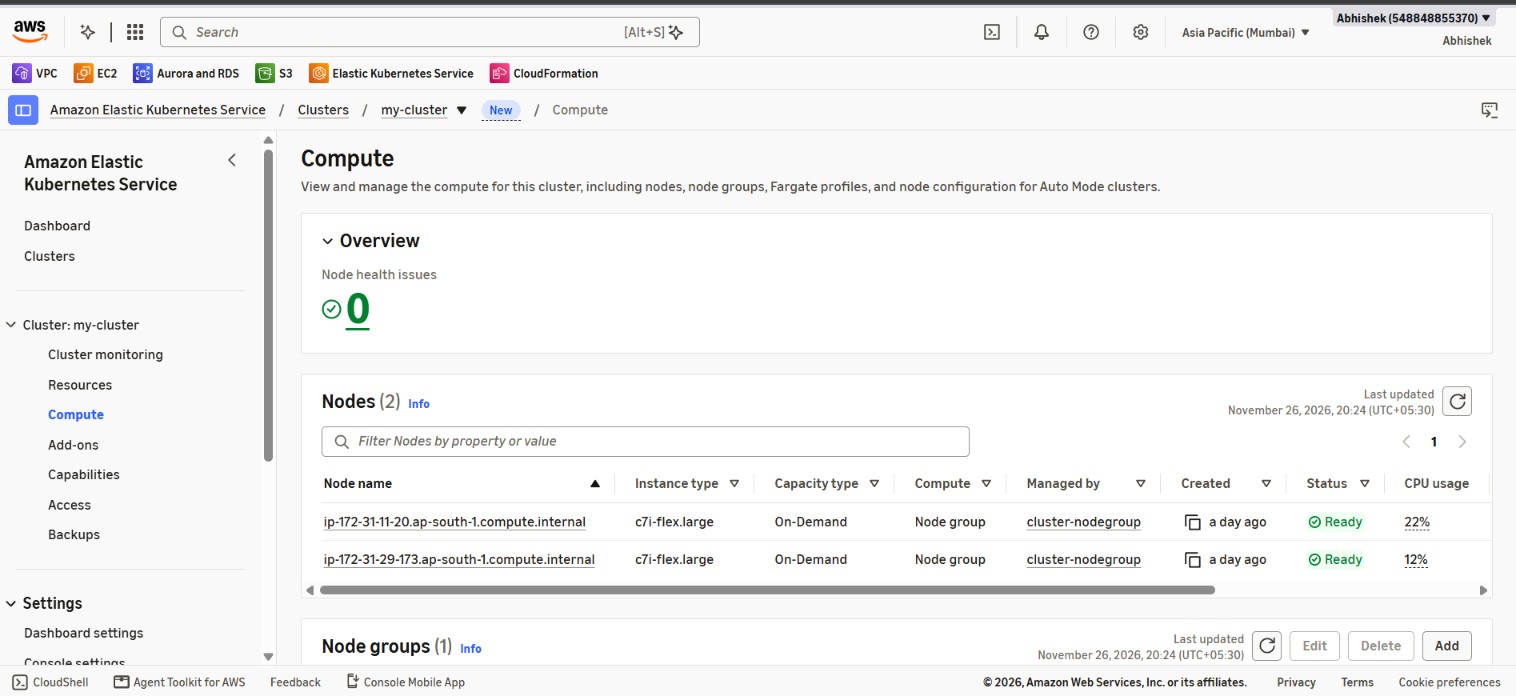 aws
Search [Alt+S]
Asia Pacific (Mumbai) ▼
Abhishek (548848855370) ▼
Abhishek
VPC EC2 Aurora and RDS S3 Elastic Kubernetes Service CloudFormation
Amazon Elastic Kubernetes Service / Clusters / my-cluster ▼ New / Compute
Amazon Elastic
Kubernetes Service
Dashboard
Clusters
Cluster: my-cluster
Cluster monitoring
Resources
Compute
Add-ons
Capabilities
Access
Backups
Settings
Dashboard settings
Console settings
Compute
View and manage the compute for this cluster, including nodes, node groups, Fargate profiles, and node configuration for Auto Mode clusters.
Overview
Node health issues
0
Nodes (2) Info
Last updated
November 26, 2026, 20:24 (UTC+05:30)
Filter Nodes by property or value
1
Node name Instance type Capacity type Compute Managed by Created Status CPU usage
ip-172-31-11-20.ap-south-1.compute.internal c7i-flex.large On-Demand Node group cluster-nodegroup a day ago Ready 22%
ip-172-31-29-173.ap-south-1.compute.internal c7i-flex.large On-Demand Node group cluster-nodegroup a day ago Ready 12%
Node groups (1) Info
Last updated
November 26, 2026, 20:24 (UTC+05:30)
Edit Delete Add
CloudShell Agent Toolkit for AWS Feedback Console Mobile App
© 2026, Amazon Web Services, Inc. or its affiliates. Privacy Terms Cookie preferences